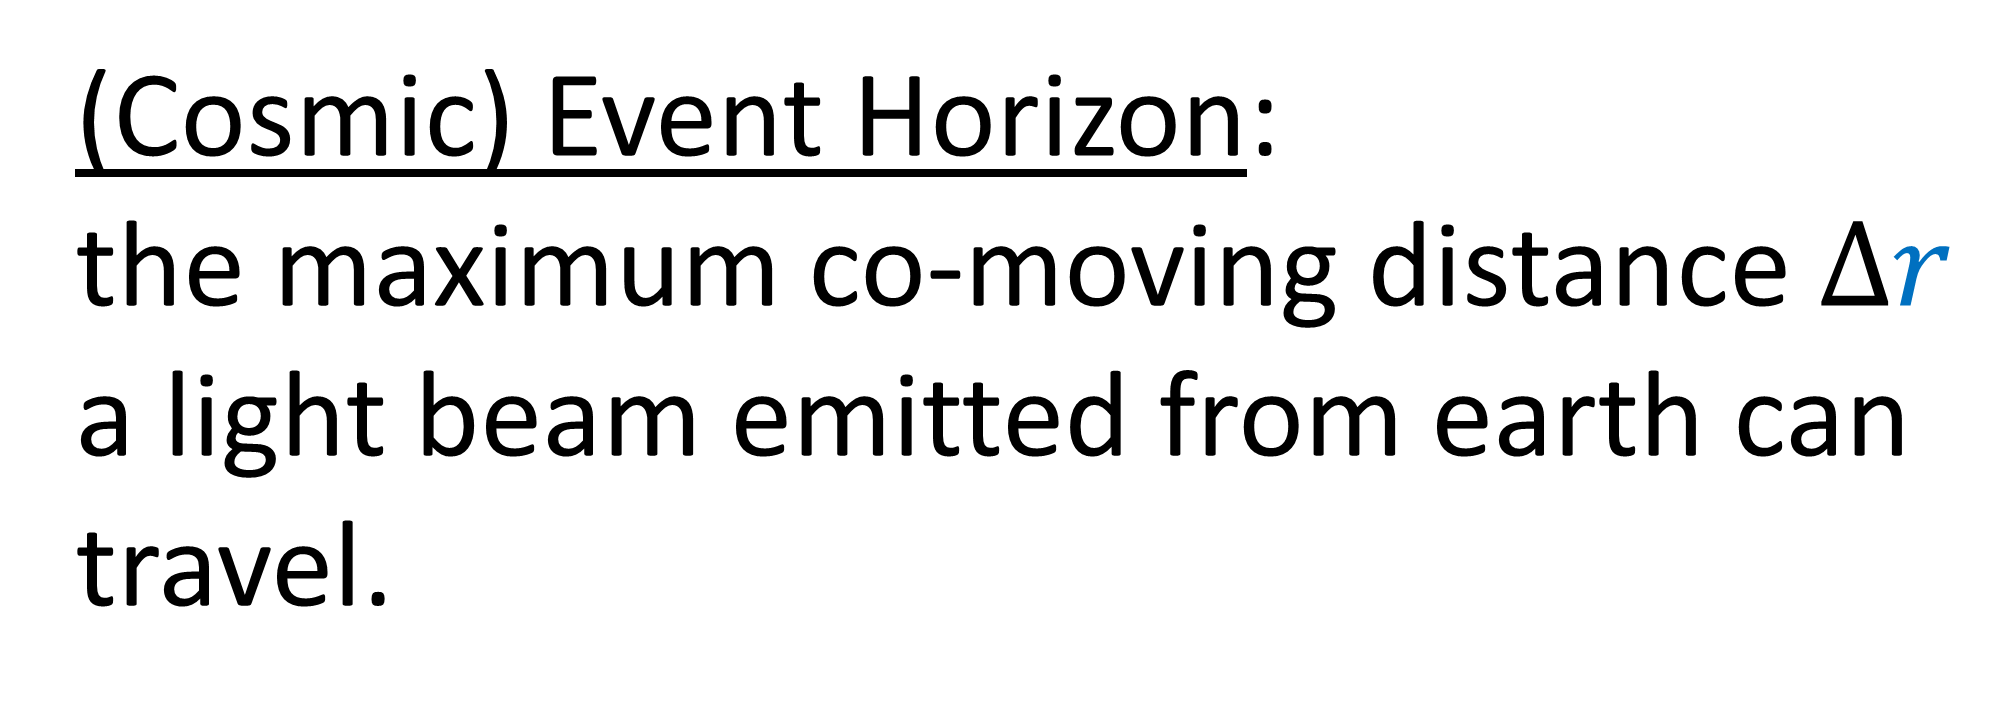 (Cosmic) Event Horizon:
the maximum co-moving distance Δr
a light beam emitted from earth can
travel.